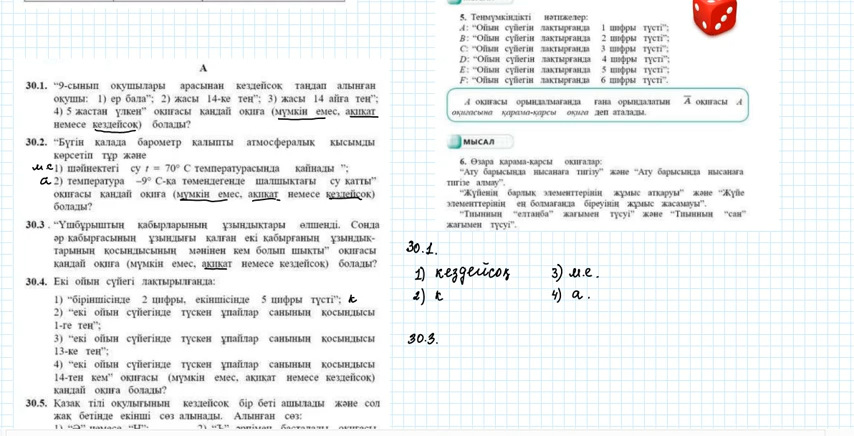 А
30.1. “9-сынып оқушылары арасынан кездейсоқ таңдап алынған
оқушы: 1) ер бала”; 2) жасы 14-ке тең”; 3) жасы 14 айға тең”;
4) 5 жастан үлкен” оқиғасы қандай оқиға (мүмкін емес, ақиқат
немесе кездейсоқ) болады?
30.2. “Бүгін қалада барометр қалыпты атмосфералық қысымды
көрсетіп тұр және
м.е 1) шәйнектегі су t = 70° С температурасында қайнады ”;
а 2) температура –9° С-қа төмендегенде шалшықтағы су қатты”
оқиғасы қандай оқиға (мүмкін емес, ақиқат немесе кездейсоқ)
болады?
30.3 . “Үшбұрыштың қабырғаларының ұзындықтары өлшенді. Сонда
әр қабырғасының ұзындығы қалған екі қабырғаның ұзындық-
тарының қосындысының мәнінен кем болып шықты” оқиғасы
қандай оқиға (мүмкін емес, ақиқат немесе кездейсоқ) болады?
30.4. Екі ойын сүйегі лақтырылғанда:
1) “біріншісінде 2 цифры, екіншісінде 5 цифры түсті”; к
2) “екі ойын сүйегінде түскен ұпайлар санының қосындысы
1-ге тең”;
3) “екі ойын сүйегінде түскен ұпайлар санының қосындысы
13-ке тең”;
4) “екі ойын сүйегінде түскен ұпайлар санының қосындысы
14-тен кем” оқиғасы (мүмкін емес, ақиқат немесе кездейсоқ)
қандай оқиға болады?
30.5. Қазақ тілі оқулығының кездейсоқ бір беті ашылады және сол
жақ бетінде екінші сөз алынады. Алынған сөз:
5. Теңмүмкіндікті нәтижелер:
A: “Ойын сүйегін лақтырғанда 1 цифры түсті”;
B: “Ойын сүйегін лақтырғанда 2 цифры түсті”;
C: “Ойын сүйегін лақтырғанда 3 цифры түсті”;
D: “Ойын сүйегін лақтырғанда 4 цифры түсті”;
E: “Ойын сүйегін лақтырғанда 5 цифры түсті”;
F: “Ойын сүйегін лақтырғанда 6 цифры түсті”.
A оқиғасы орындалмағанда ғана орындалатын A̅ оқиғасы A
оқиғасына қарама-қарсы оқиға деп аталады.
МЫСАЛ
6. Өзара қарама-қарсы оқиғалар:
“Ату барысында нысанаға тигізу” және “Ату барысында нысанаға
тигізе алмау”.
“Жүйенің барлық элементтерінің жұмыс атқаруы” және “Жүйе
элементтерінің ең болмағанда біреуінің жұмыс жасамауы”.
“Тиынның “елтаңба” жағымен түсуі” және “Тиынның “сан”
жағымен түсуі”.
30.1.
1) кездейсоқ 3) м.е.
2) к 4) а.
30.3.